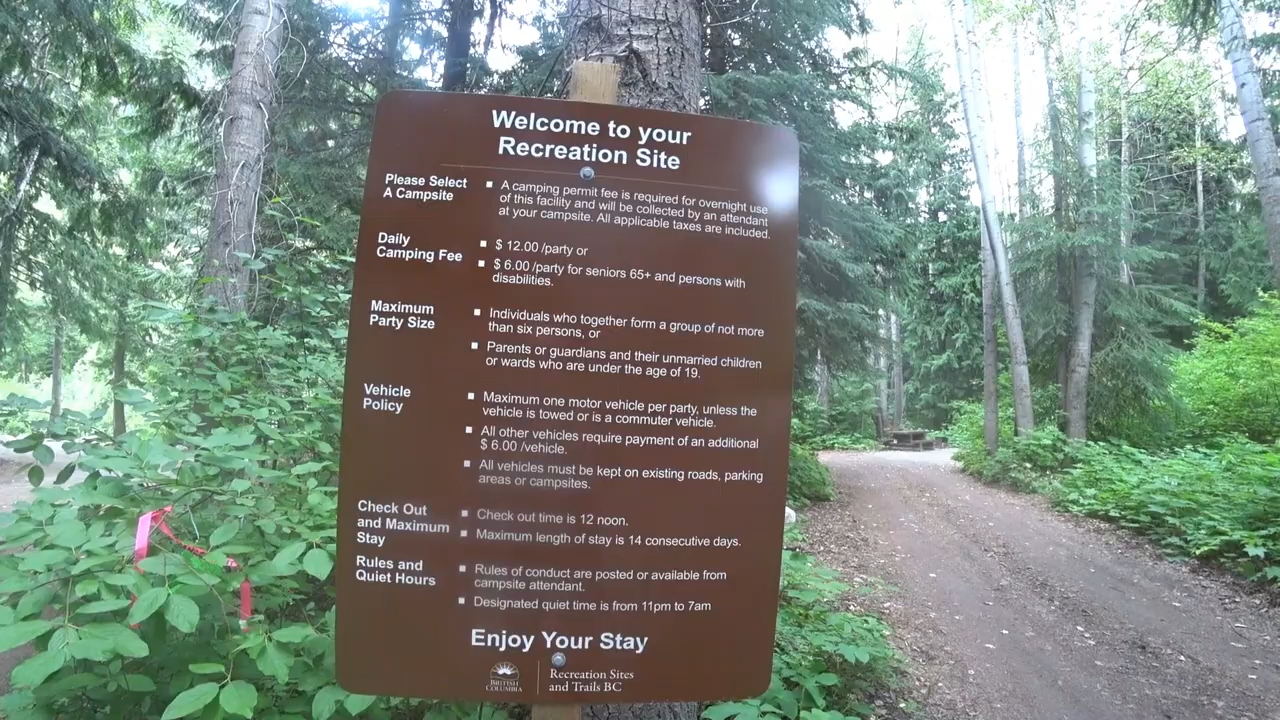 Welcome to your
Recreation Site
Please Select
A Campsite
▪ A camping permit fee is required for overnight use
of this facility and will be collected by an attendant
at your campsite. All applicable taxes are included.
Daily
Camping Fee
▪ $ 12.00 /party or
▪ $ 6.00 /party for seniors 65+ and persons with
disabilities.
Maximum
Party Size
▪ Individuals who together form a group of not more
than six persons, or
▪ Parents or guardians and their unmarried children
or wards who are under the age of 19.
Vehicle
Policy
▪ Maximum one motor vehicle per party, unless the
vehicle is towed or is a commuter vehicle.
▪ All other vehicles require payment of an additional
$ 6.00 /vehicle.
▪ All vehicles must be kept on existing roads, parking
areas or campsites.
Check Out
and Maximum
Stay
▪ Check out time is 12 noon.
▪ Maximum length of stay is 14 consecutive days.
Rules and
Quiet Hours
▪ Rules of conduct are posted or available from
campsite attendant.
▪ Designated quiet time is from 11pm to 7am
Enjoy Your Stay
BRITISH
COLUMBIA
Recreation Sites
and Trails BC